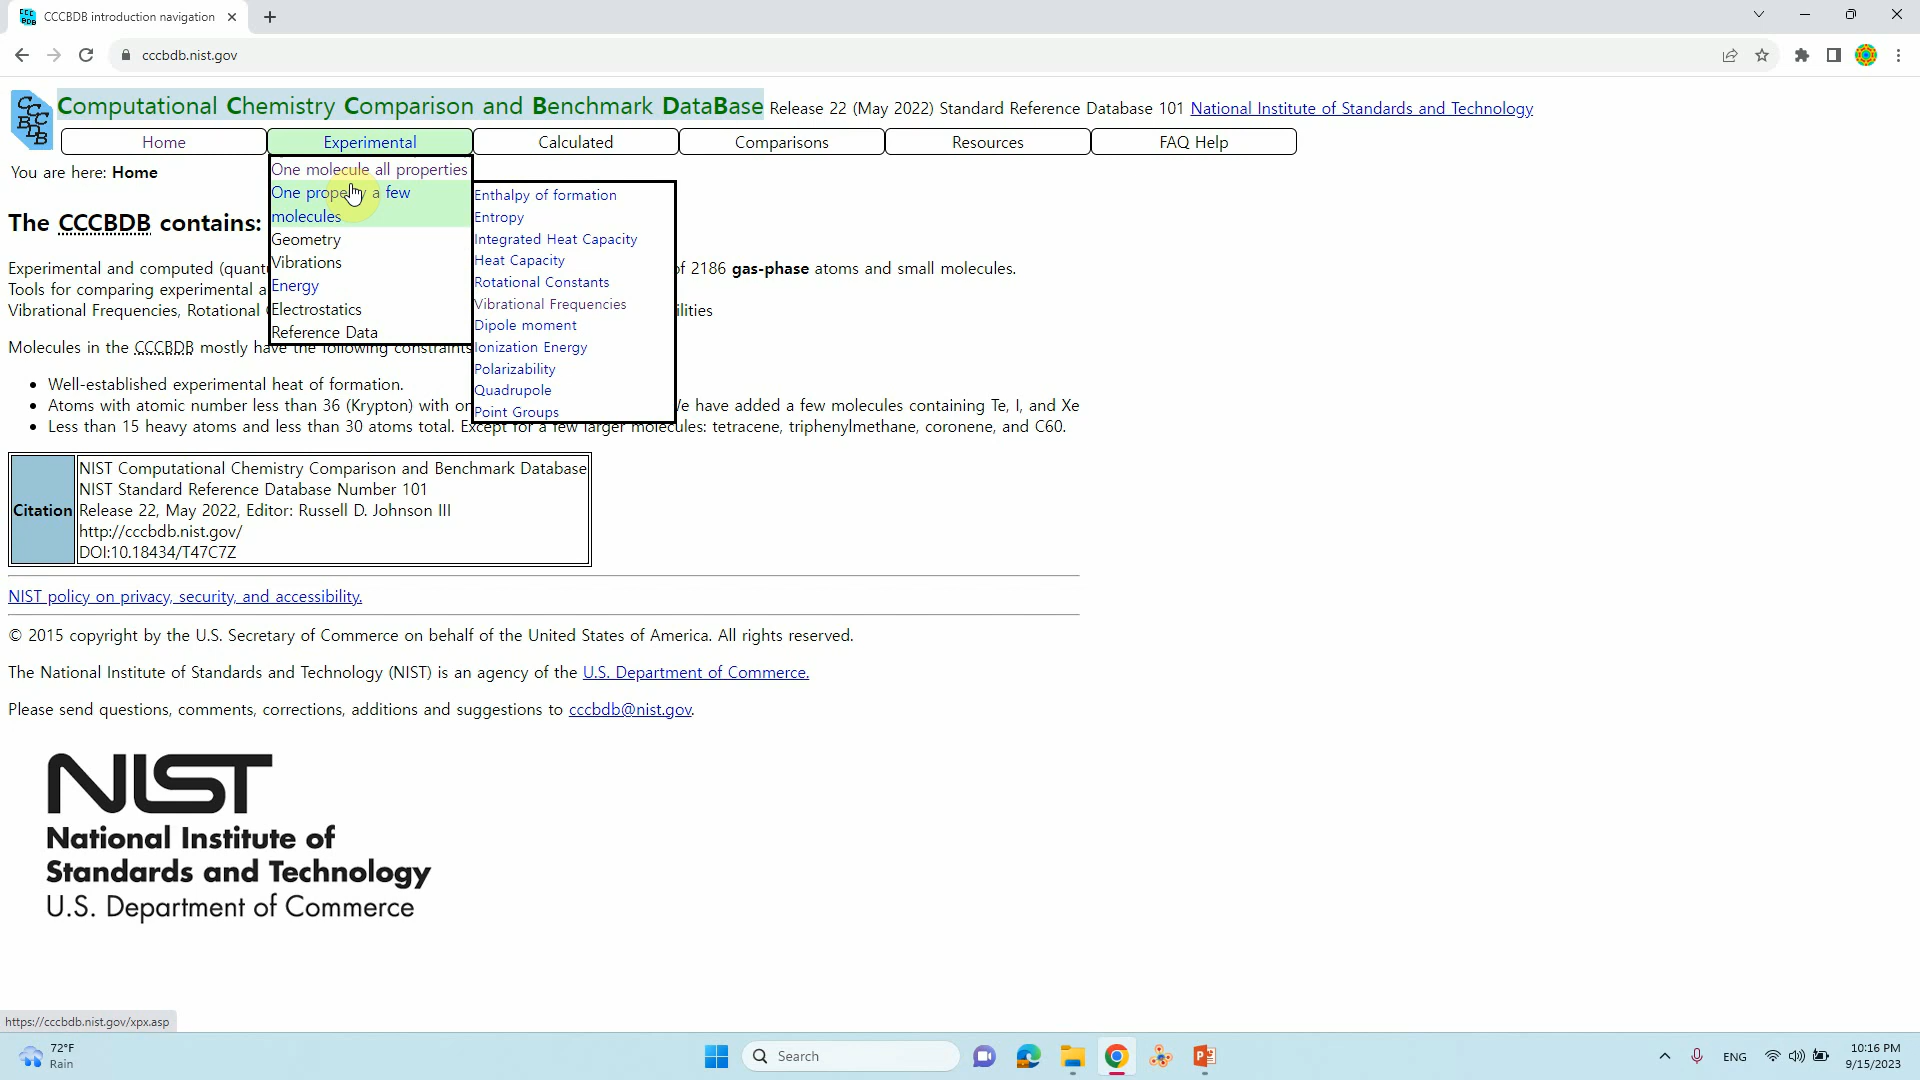 CCCBDB introduction navigation
cccbdb.nist.gov
CCCBDB
Computational Chemistry Comparison and Benchmark DataBase Release 22 (May 2022) Standard Reference Database 101 National Institute of Standards and Technology
Home Experimental Calculated Comparisons Resources FAQ Help
You are here: Home
One molecule all properties
One property a few
molecules
Geometry
Vibrations
Energy
Electrostatics
Reference Data
Enthalpy of formation
Entropy
Integrated Heat Capacity
Heat Capacity
Rotational Constants
Vibrational Frequencies
Dipole moment
Ionization Energy
Polarizability
Quadrupole
Point Groups
The CCCBDB contains:
Experimental and computed (quant of 2186 gas-phase atoms and small molecules.
Tools for comparing experimental a
Vibrational Frequencies, Rotational ilities
Molecules in the CCCBDB mostly have the following constraints
• Well-established experimental heat of formation.
• Atoms with atomic number less than 36 (Krypton) with or We have added a few molecules containing Te, I, and Xe
• Less than 15 heavy atoms and less than 30 atoms total. Except for a few larger molecules: tetracene, triphenylmethane, coronene, and C60.
Citation
NIST Computational Chemistry Comparison and Benchmark Database
NIST Standard Reference Database Number 101
Release 22, May 2022, Editor: Russell D. Johnson III
http://cccbdb.nist.gov/
DOI:10.18434/T47C7Z
NIST policy on privacy, security, and accessibility.
© 2015 copyright by the U.S. Secretary of Commerce on behalf of the United States of America. All rights reserved.
The National Institute of Standards and Technology (NIST) is an agency of the U.S. Department of Commerce.
Please send questions, comments, corrections, additions and suggestions to cccbdb@nist.gov.
NIST
National Institute of
Standards and Technology
U.S. Department of Commerce
https://cccbdb.nist.gov/xpx.asp
72°F
Rain
Search
ENG
10:16 PM
9/15/2023